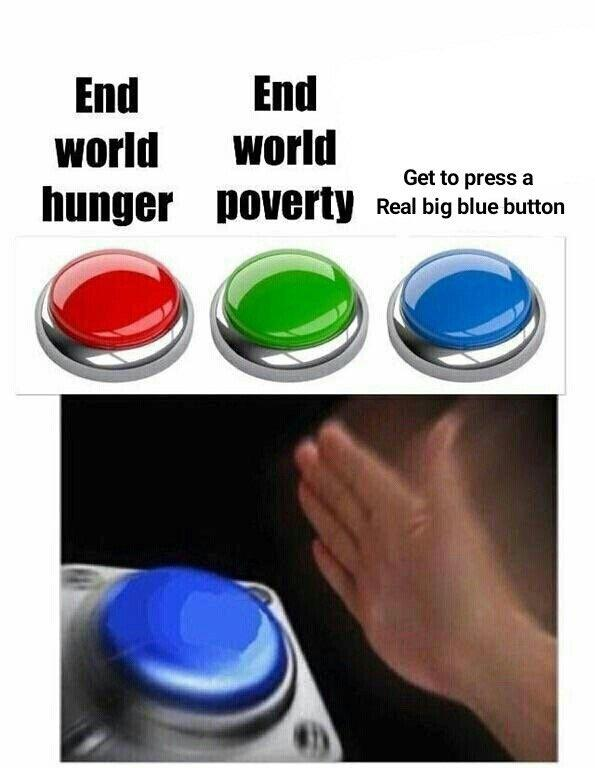 End
world
hunger
End
world
poverty
Get to press a
Real big blue button